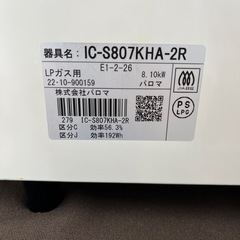 器具名：IC-S807KHA-2R
E1-2-26
LPガス用 8.10kW
22-10-900159 パロマ
株式会社パロマ
279 IC-S807KHA-2R
区分C 効率56.3%
区分J 効率192Wh
PS
LPG